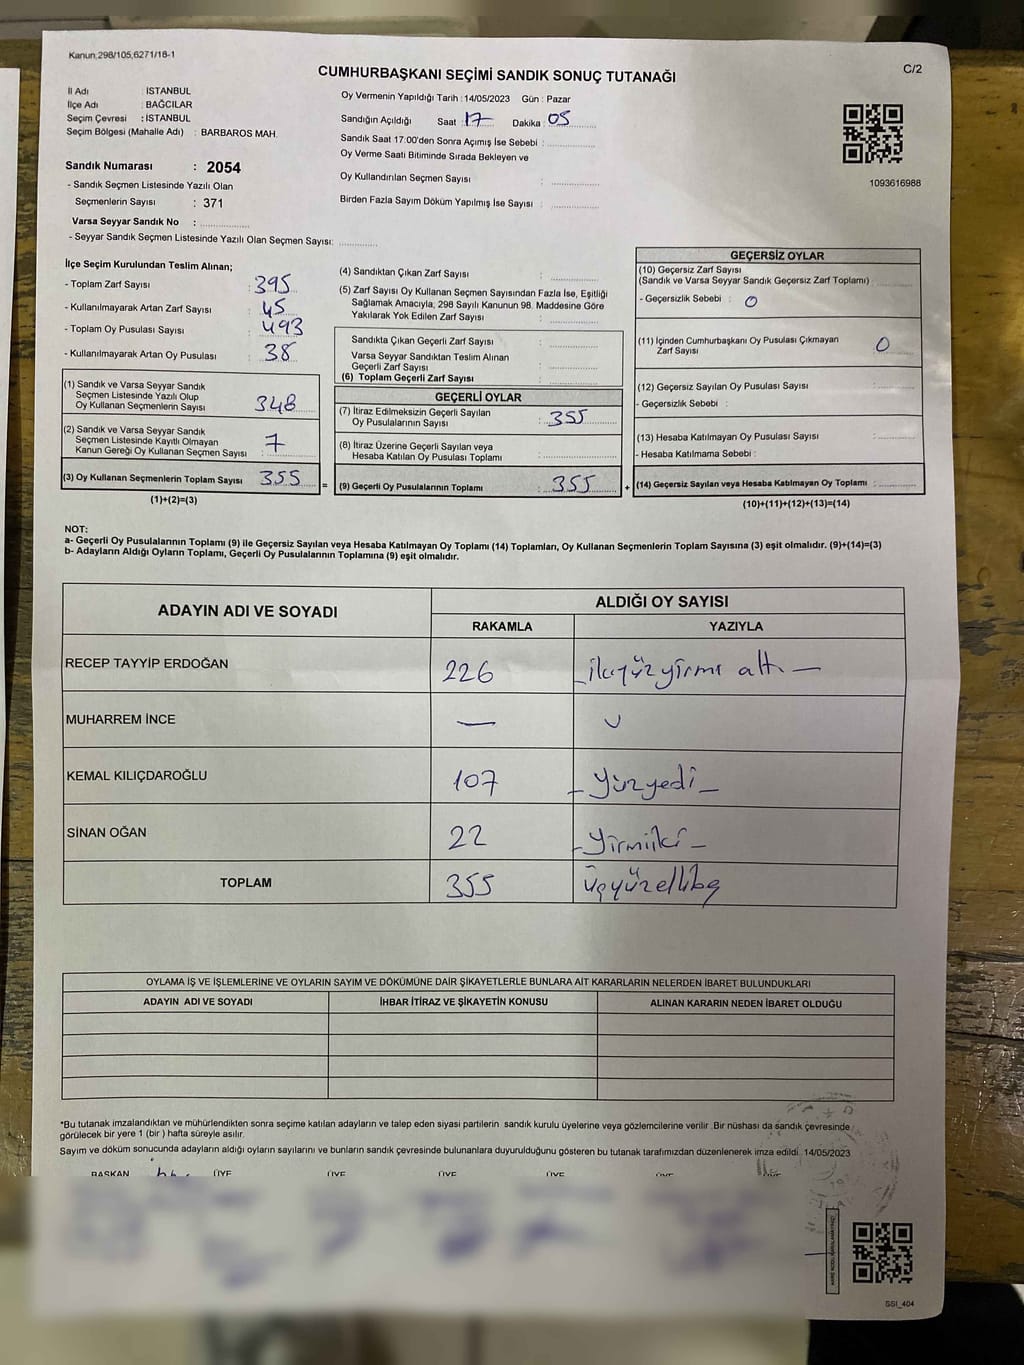 Kanun;298/105,6271/18-1
C/2
CUMHURBAŞKANI SEÇİMİ SANDIK SONUÇ TUTANAĞI
İl Adı : İSTANBUL
İlçe Adı : BAĞCILAR
Seçim Çevresi : İSTANBUL
Seçim Bölgesi (Mahalle Adı) : BARBAROS MAH.
Sandık Numarası : 2054
- Sandık Seçmen Listesinde Yazılı Olan
Seçmenlerin Sayısı : 371
Varsa Seyyar Sandık No :
- Seyyar Sandık Seçmen Listesinde Yazılı Olan Seçmen Sayısı:
Oy Vermenin Yapıldığı Tarih : 14/05/2023 Gün : Pazar
Sandığın Açıldığı Saat : 17 Dakika : 05
Sandık Saat 17:00'den Sonra Açımış İse Sebebi :
Oy Verme Saati Bitiminde Sırada Bekleyen ve
Oy Kullandırılan Seçmen Sayısı :
Birden Fazla Sayım Döküm Yapılmış İse Sayısı :
1093616988
İlçe Seçim Kurulundan Teslim Alınan;
- Toplam Zarf Sayısı : 395
- Kullanılmayarak Artan Zarf Sayısı : 45
- Toplam Oy Pusulası Sayısı : 493
- Kullanılmayarak Artan Oy Pusulası : 38
(1) Sandık ve Varsa Seyyar Sandık
Seçmen Listesinde Yazılı Olup
Oy Kullanan Seçmenlerin Sayısı : 348
(2) Sandık ve Varsa Seyyar Sandık
Seçmen Listesinde Kayıtlı Olmayan
Kanun Gereği Oy Kullanan Seçmen Sayısı : 7
(3) Oy Kullanan Seçmenlerin Toplam Sayısı : 355
(1)+(2)=(3)
(4) Sandıktan Çıkan Zarf Sayısı :
(5) Zarf Sayısı Oy Kullanan Seçmen Sayısından Fazla İse, Eşitliği
Sağlamak Amacıyla, 298 Sayılı Kanunun 98. Maddesine Göre
Yakılarak Yok Edilen Zarf Sayısı :
Sandıkta Çıkan Geçerli Zarf Sayısı :
Varsa Seyyar Sandıktan Teslim Alınan
Geçerli Zarf Sayısı :
(6) Toplam Geçerli Zarf Sayısı :
GEÇERLİ OYLAR
(7) İtiraz Edilmeksizin Geçerli Sayılan
Oy Pusulalarının Sayısı : 355
(8) İtiraz Üzerine Geçerli Sayılan veya
Hesaba Katılan Oy Pusulası Toplamı :
= (9) Geçerli Oy Pusulalarının Toplamı : 355 +
GEÇERSİZ OYLAR
(10) Geçersiz Zarf Sayısı
(Sandık ve Varsa Seyyar Sandık Geçersiz Zarf Toplamı) :
- Geçersizlik Sebebi : 0
(11) İçinden Cumhurbaşkanı Oy Pusulası Çıkmayan
Zarf Sayısı : 0
(12) Geçersiz Sayılan Oy Pusulası Sayısı :
- Geçersizlik Sebebi :
(13) Hesaba Katılmayan Oy Pusulası Sayısı :
- Hesaba Katılmama Sebebi :
(14) Geçersiz Sayılan veya Hesaba Katılmayan Oy Toplamı :
(10)+(11)+(12)+(13)=(14)
NOT:
a- Geçerli Oy Pusulalarının Toplamı (9) ile Geçersiz Sayılan veya Hesaba Katılmayan Oy Toplamı (14) Toplamları, Oy Kullanan Seçmenlerin Toplam Sayısına (3) eşit olmalıdır. (9)+(14)=(3)
b- Adayların Aldığı Oyların Toplamı, Geçerli Oy Pusulalarının Toplamına (9) eşit olmalıdır.
ADAYIN ADI VE SOYADI
ALDIĞI OY SAYISI
RAKAMLA YAZIYLA
RECEP TAYYİP ERDOĞAN 226 ikiyüzyirmi altı
MUHARREM İNCE —
KEMAL KILIÇDAROĞLU 107 yüzyedi
SİNAN OĞAN 22 yirmiiki
TOPLAM 355 üçyüzellibeş
OYLAMA İŞ VE İŞLEMLERİNE VE OYLARIN SAYIM VE DÖKÜMÜNE DAİR ŞİKAYETLERLE BUNLARA AİT KARARLARIN NELERDEN İBARET BULUNDUKLARI
ADAYIN ADI VE SOYADI İHBAR İTİRAZ VE ŞİKAYETİN KONUSU ALINAN KARARIN NEDEN İBARET OLDUĞU
*Bu tutanak imzalandıktan ve mühürlendikten sonra seçime katılan adayların ve talep eden siyasi partilerin sandık kurulu üyelerine veya gözlemcilerine verilir. Bir nüshası da sandık çevresinde
görülecek bir yere 1 (bir) hafta süreyle asılır.
Sayım ve döküm sonucunda adayların aldığı oyların sayılarını ve bunların sandık çevresinde bulunanlara duyurulduğunu gösteren bu tutanak tarafımızdan düzenlenerek imza edildi. 14/05/2023
BAŞKAN ÜYE ÜYE ÜYE ÜYE ÜYE ÜYE
SSI_404